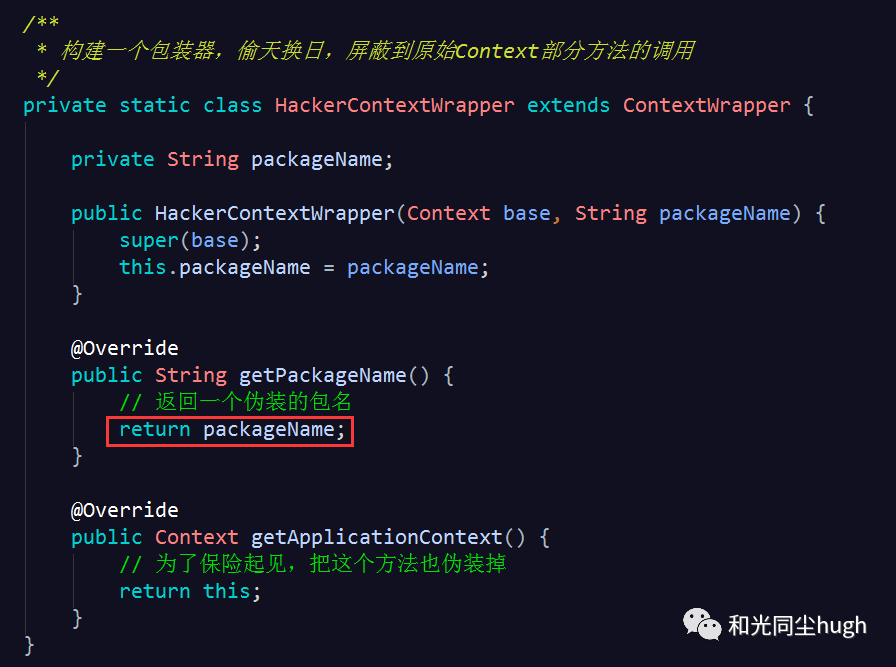 /**
 * 构建一个包装器，偷天换日，屏蔽到原始Context部分方法的调用
 */
private static class HackerContextWrapper extends ContextWrapper {
    private String packageName;
    public HackerContextWrapper(Context base, String packageName) {
        super(base);
        this.packageName = packageName;
    }
    @Override
    public String getPackageName() {
        // 返回一个伪装的包名
        return packageName;
    }
    @Override
    public Context getApplicationContext() {
        // 为了保险起见，把这个方法也伪装掉
        return this;
    }
}
和光同尘hugh